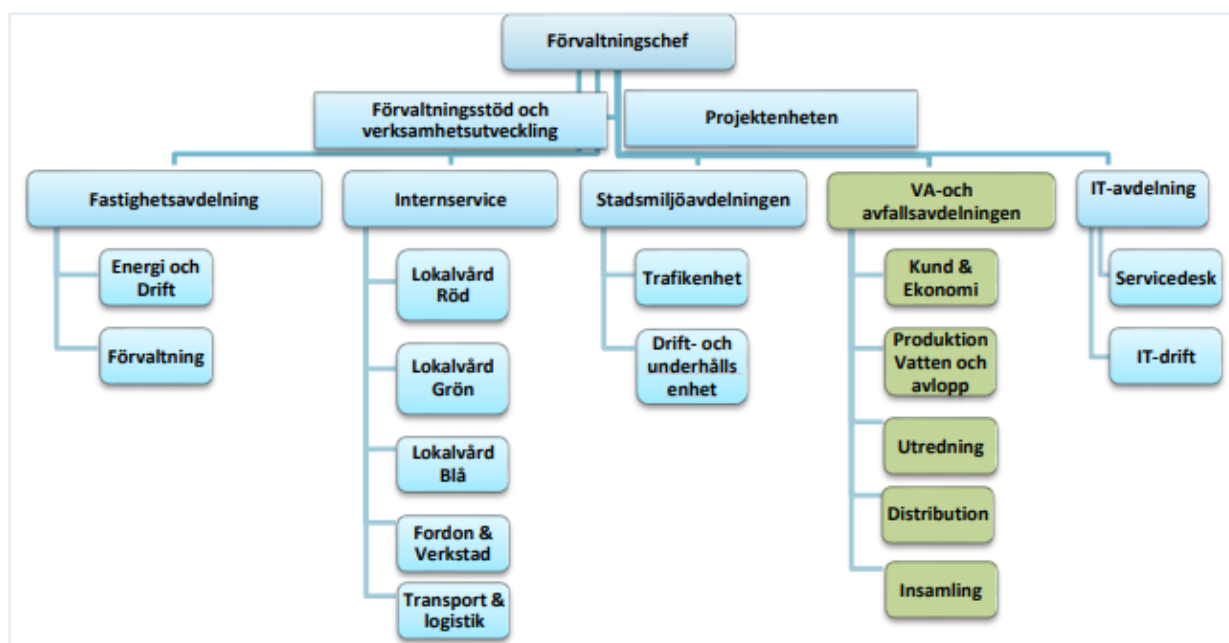 Förvaltningschef
Förvaltningsstöd och
verksamhetsutveckling
Projektenheten
Fastighetsavdelning
Internservice
Stadsmiljöavdelningen
VA-och
avfallsavdelningen
IT-avdelning
Energi och
Drift
Förvaltning
Lokalvård
Röd
Lokalvård
Grön
Lokalvård
Blå
Fordon &
Verkstad
Transport &
logistik
Trafikenhet
Drift- och
underhålls
enhet
Kund &
Ekonomi
Produktion
Vatten och
avlopp
Utredning
Distribution
Insamling
Servicedesk
IT-drift